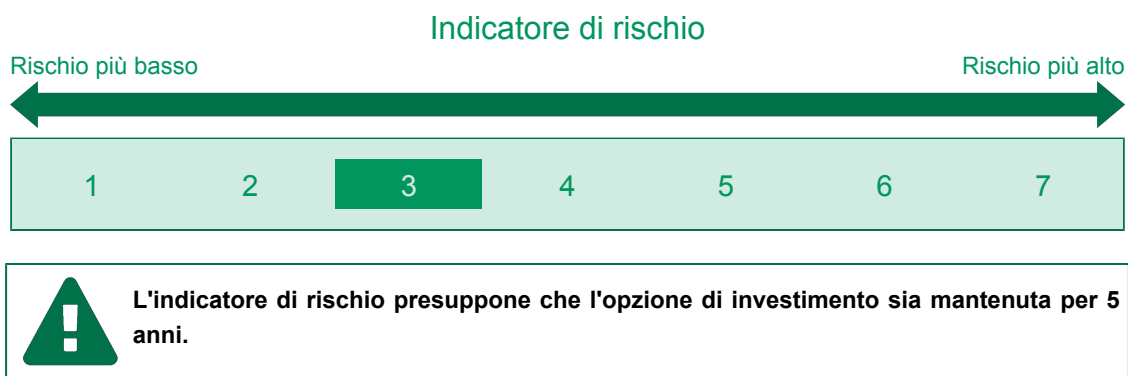 Indicatore di rischio
Rischio più basso Rischio più alto
1 2 3 4 5 6 7
L'indicatore di rischio presuppone che l'opzione di investimento sia mantenuta per 5
anni.